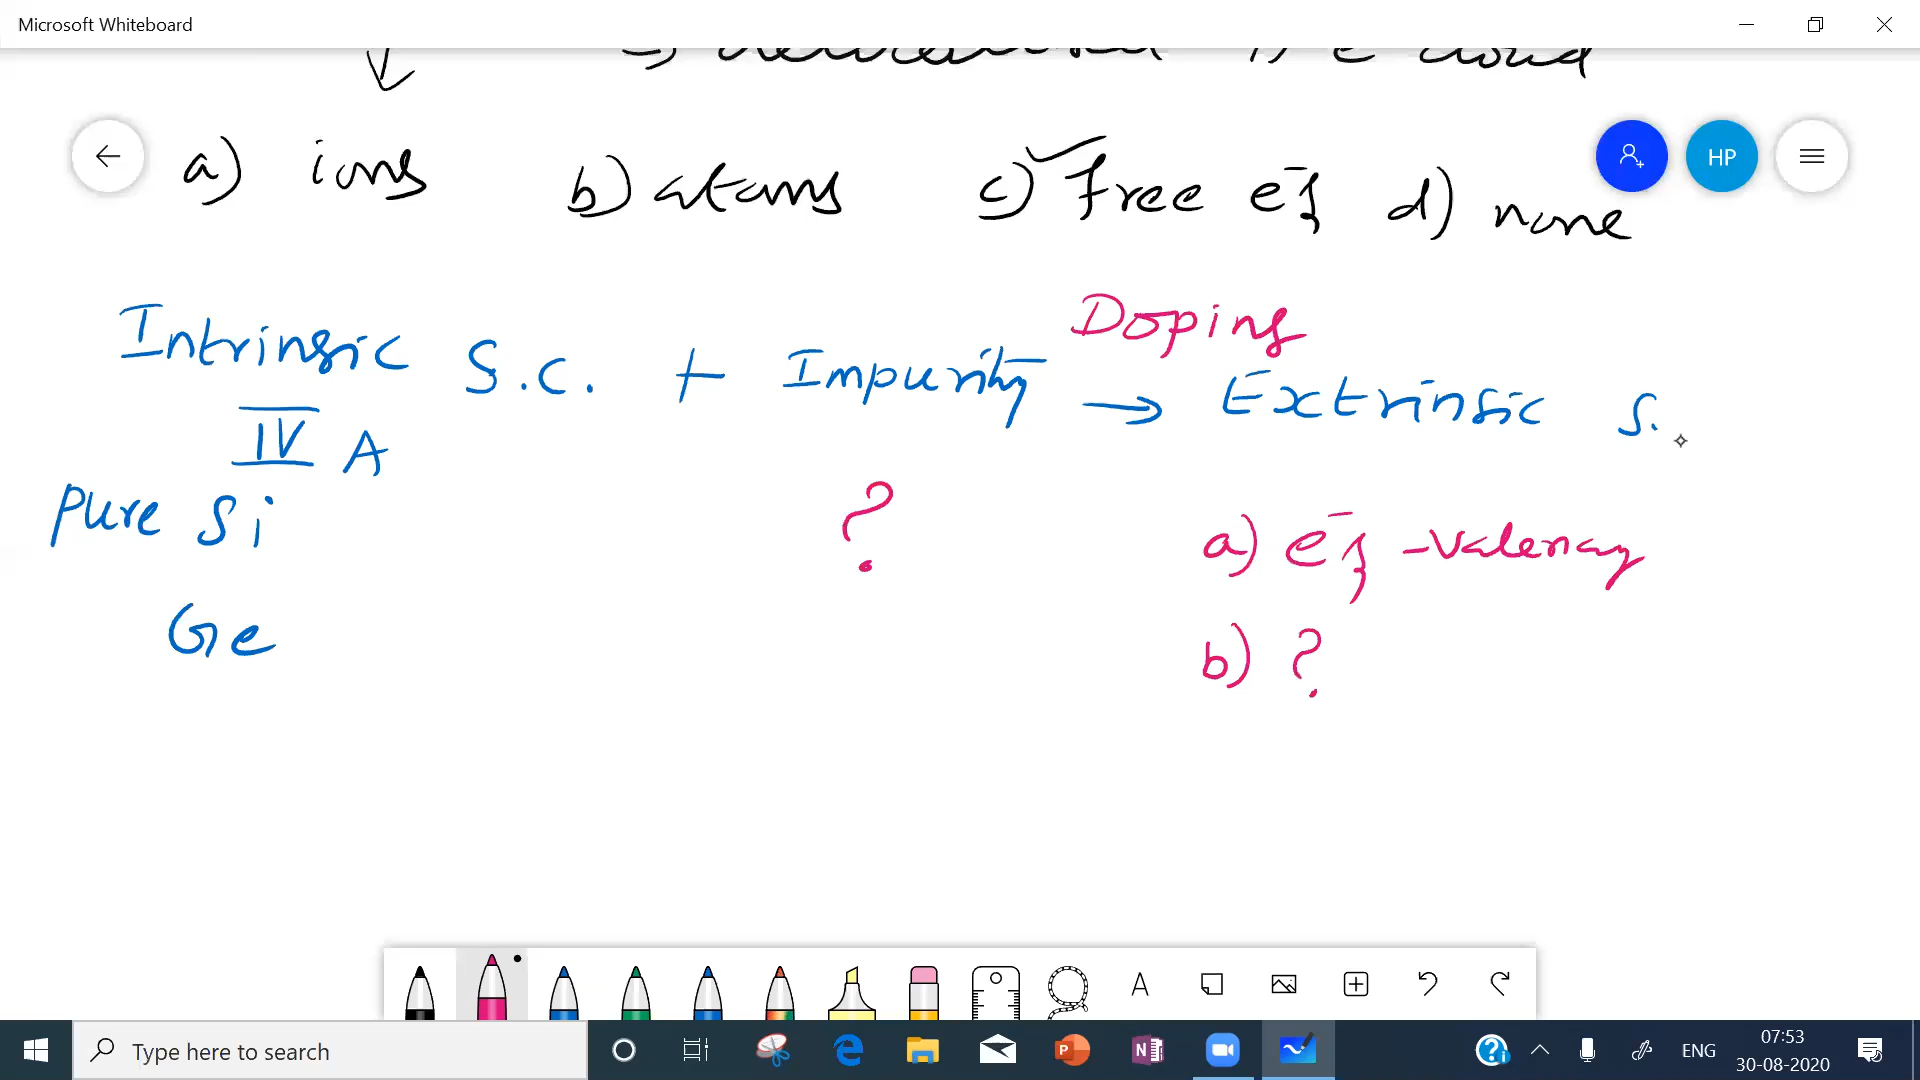 Microsoft Whiteboard
a) ions b) atoms c) Free e⁻s d) none
HP
Doping
Intrinsic S.C. + Impurity → Extrinsic S.
IV A
?
pure Si
a) e⁻s - valency
Ge
b) ?
Type here to search
ENG
07:53
30-08-2020